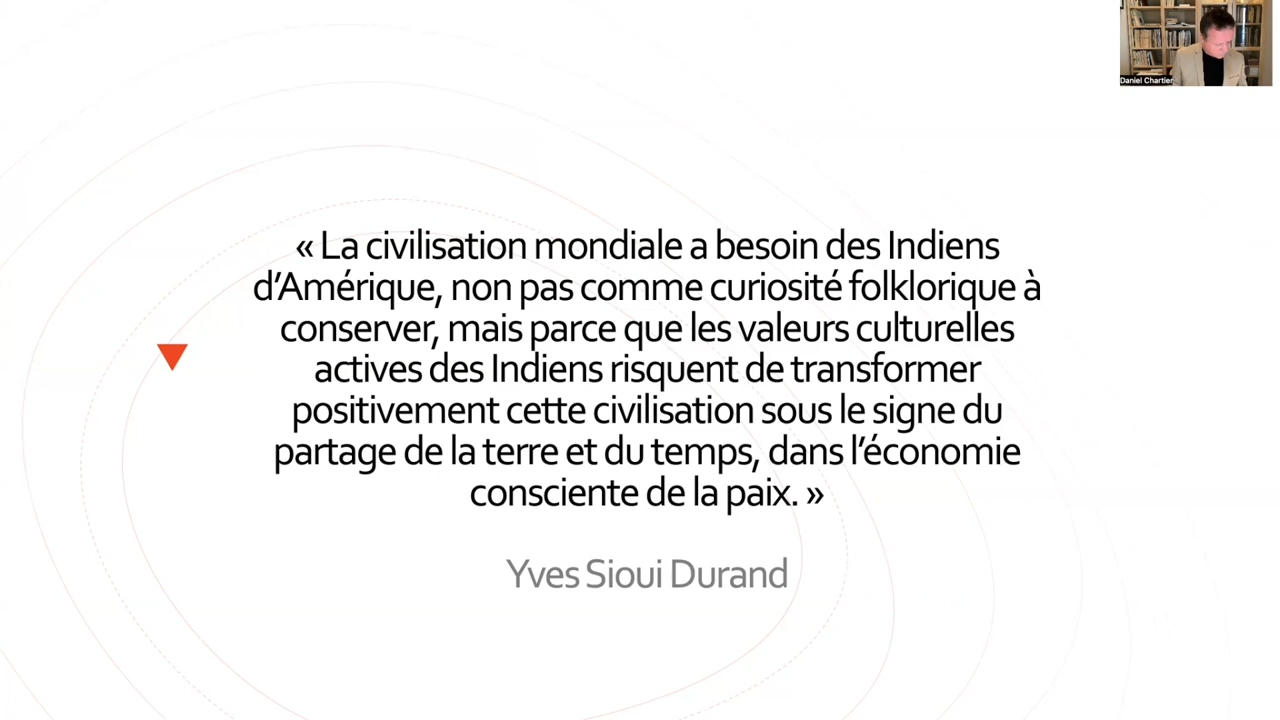 Daniel Chartier
« La civilisation mondiale a besoin des Indiens
d’Amérique, non pas comme curiosité folklorique à
conserver, mais parce que les valeurs culturelles
actives des Indiens risquent de transformer
positivement cette civilisation sous le signe du
partage de la terre et du temps, dans l’économie
consciente de la paix. »
Yves Sioui Durand